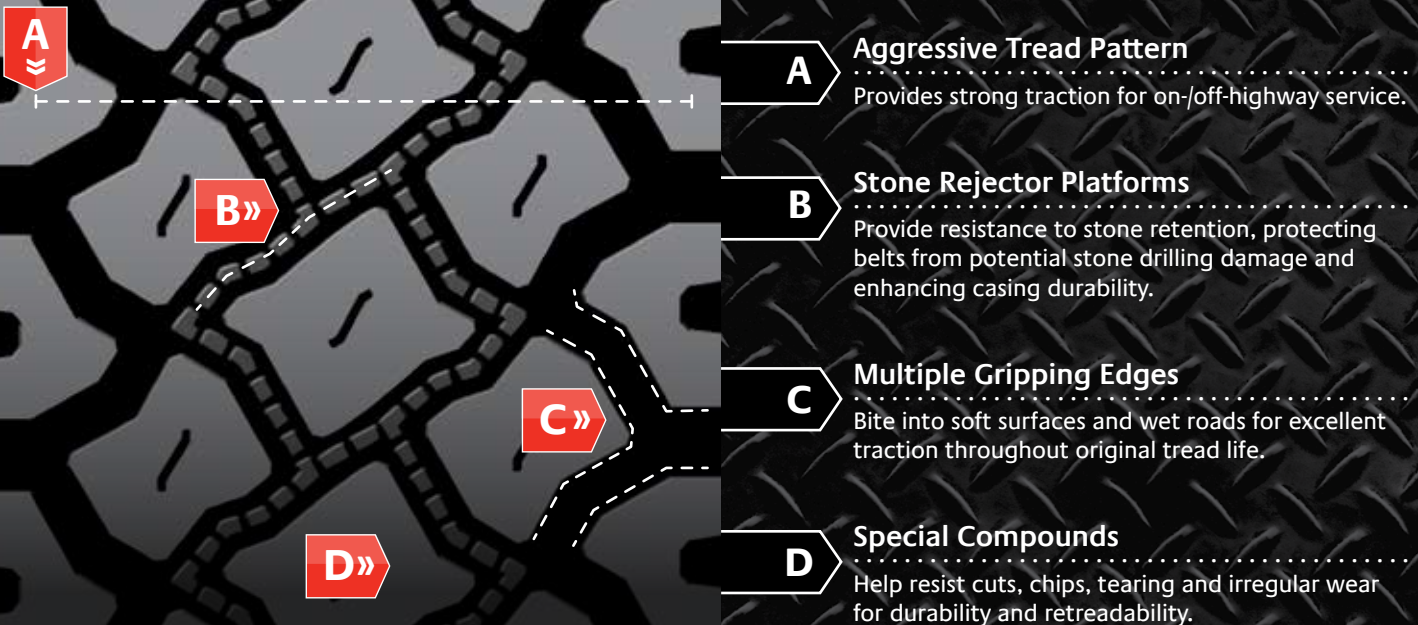 A
B»
C»
D»
A
Aggressive Tread Pattern
Provides strong traction for on-/off-highway service.
B
Stone Rejector Platforms
Provide resistance to stone retention, protecting
belts from potential stone drilling damage and
enhancing casing durability.
C
Multiple Gripping Edges
Bite into soft surfaces and wet roads for excellent
traction throughout original tread life.
D
Special Compounds
Help resist cuts, chips, tearing and irregular wear
for durability and retreadability.